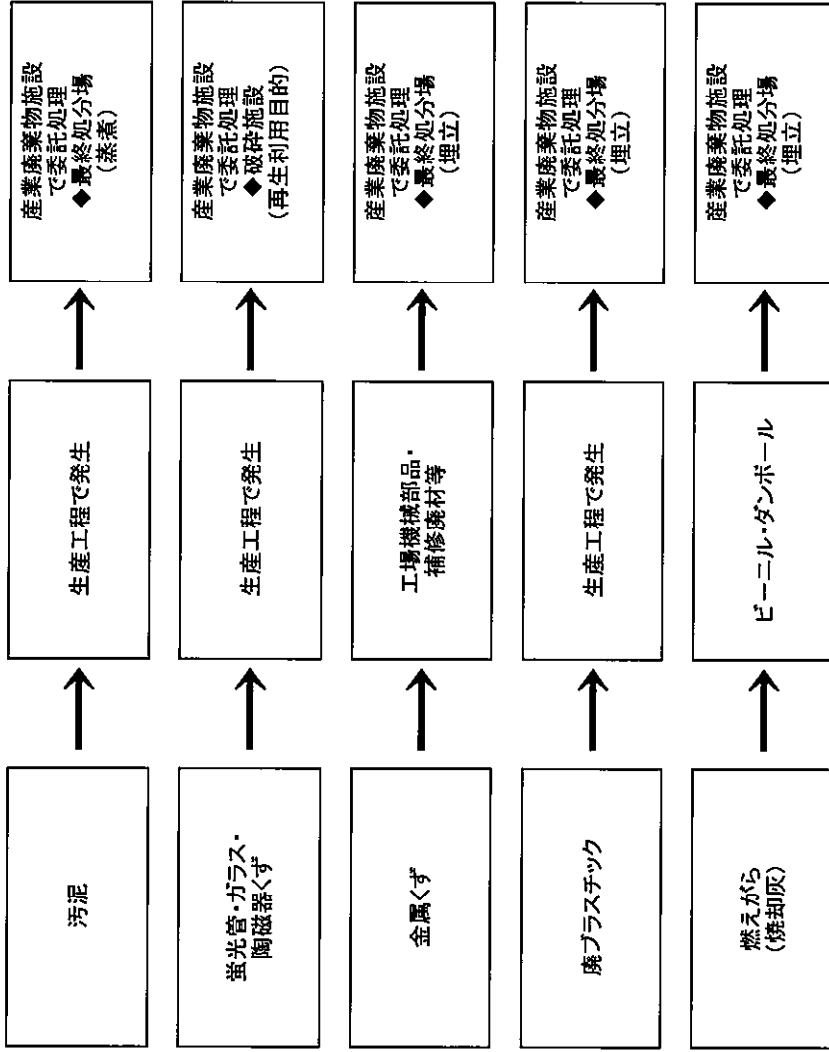 汚泥
生産工程で発生
産業廃棄物施設
で委託処理
◆最終処分場
(蒸煮)
蛍光管・ガラス・
陶磁器くず
生産工程で発生
産業廃棄物施設
で委託処理
◆破砕施設
(再生利用目的)
金属くず
工場機械部品・
補修廃材等
産業廃棄物施設
で委託処理
◆最終処分場
(埋立)
廃プラスチック
生産工程で発生
産業廃棄物施設
で委託処理
◆最終処分場
(埋立)
燃えがら
(焼却灰)
ビーニル・ダンボール
産業廃棄物施設
で委託処理
◆最終処分場
(埋立)